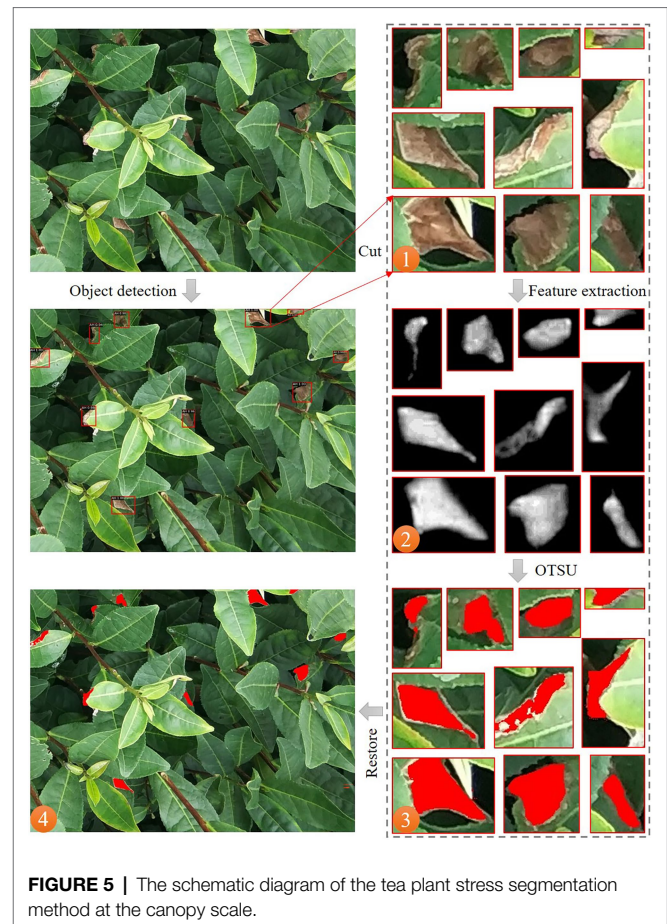 Cut
1
Object detection
Feature extraction
2
OTSU
Restore
4
3
FIGURE 5 | The schematic diagram of the tea plant stress segmentation
method at the canopy scale.